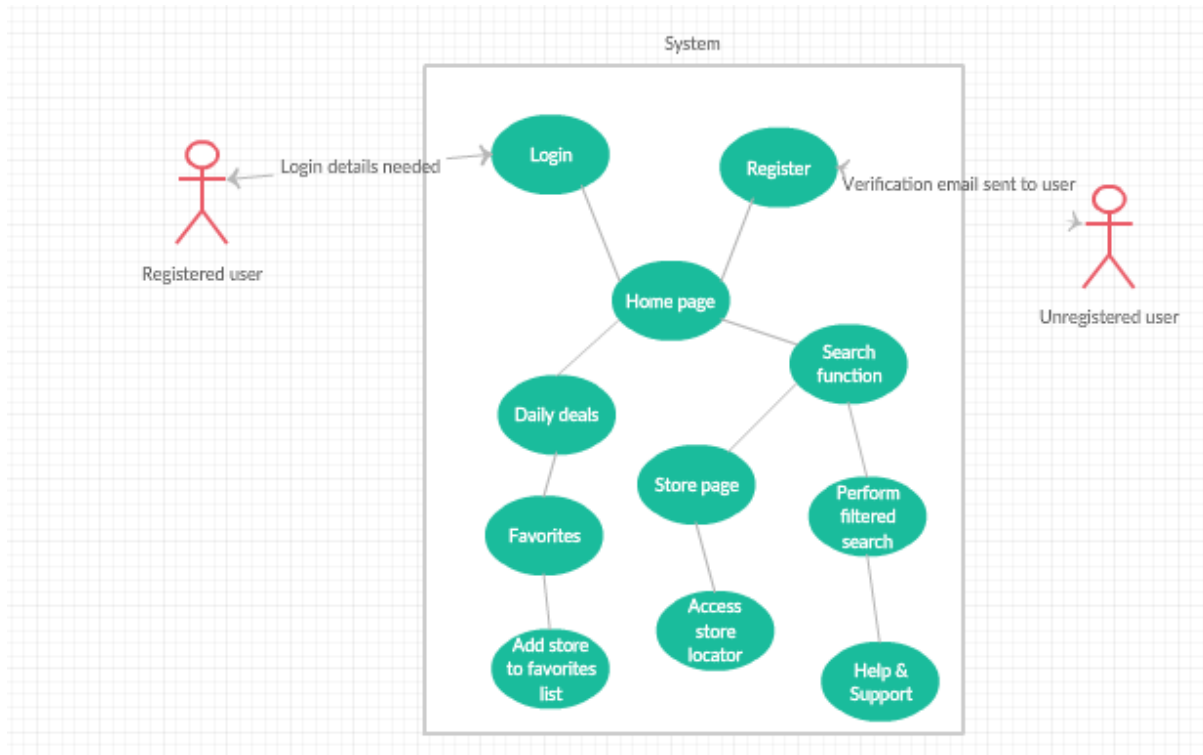 System
Login
Register
Login details needed
Verification email sent to user
Registered user
Unregistered user
Home page
Search
function
Daily deals
Store page
Perform
filtered
search
Favorites
Access
store
locator
Add store
to favorites
list
Help &
Support